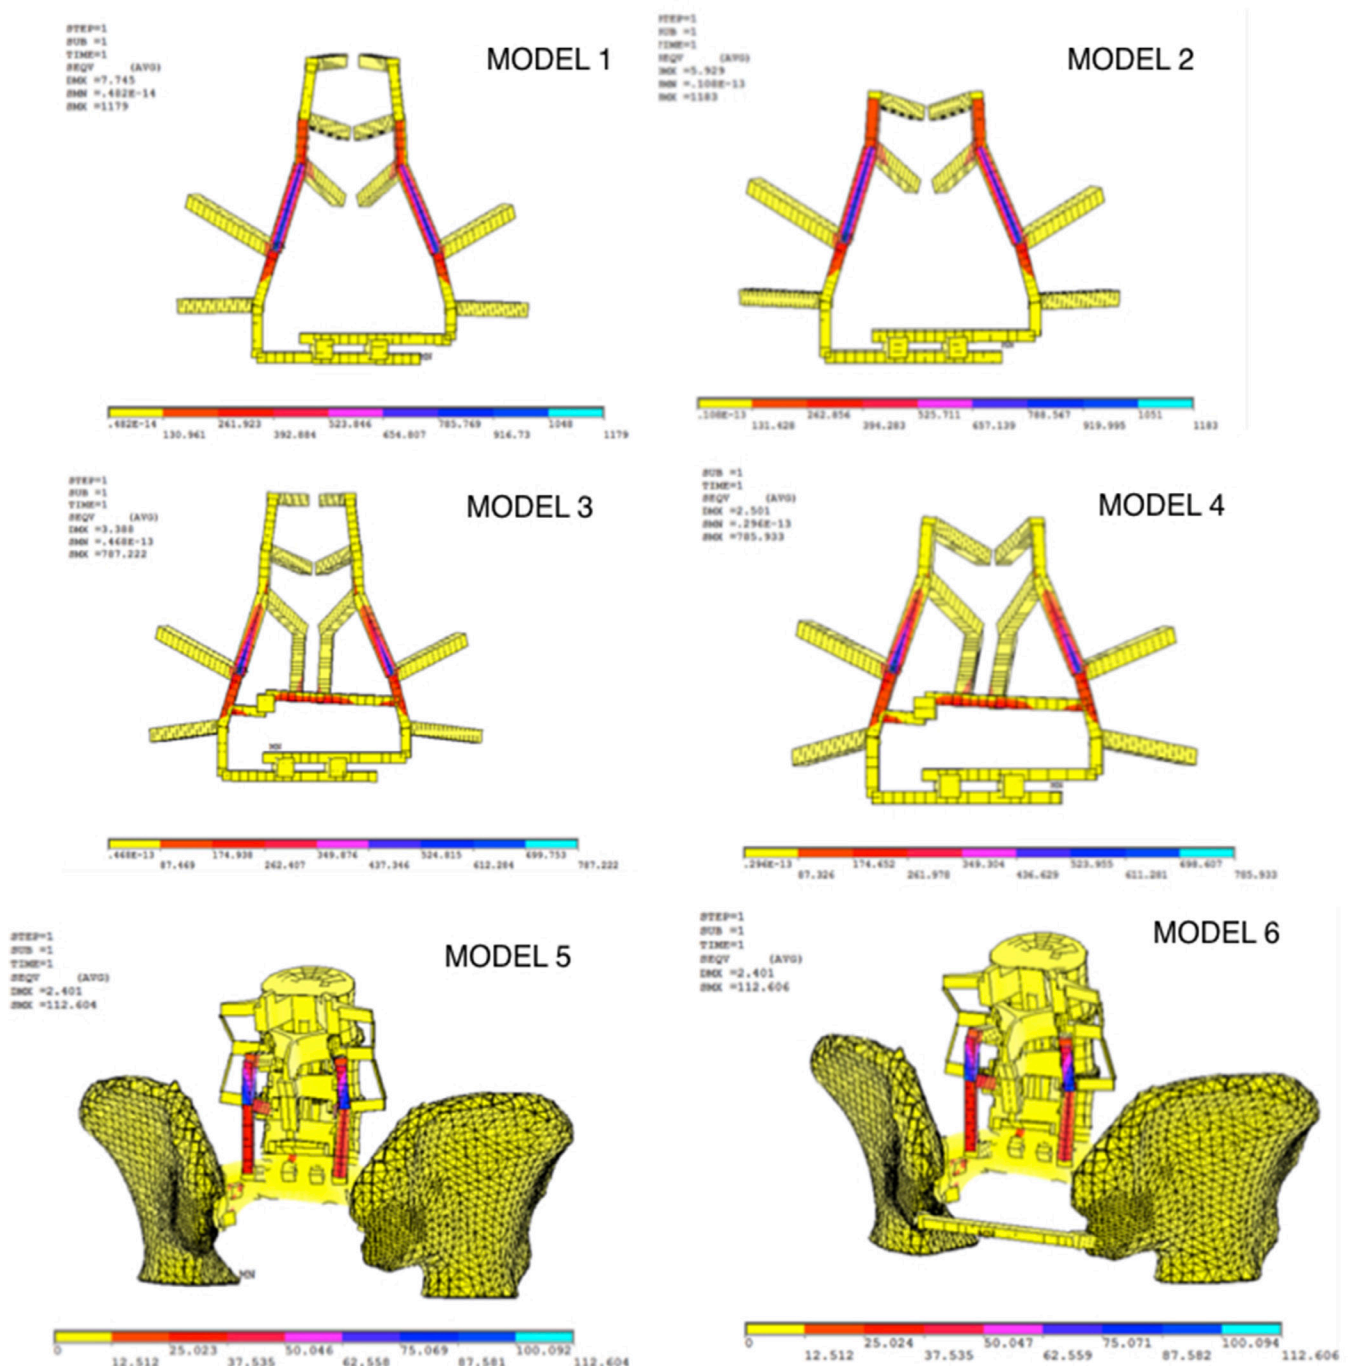 STEP=1
SUB =1
TIME=1
SEQV (AVG)
DMX =7.745
SMN =.482E-14
SMX =1179
MODEL 1
.482E-14 261.923 523.846 785.769 1048
130.961 392.884 654.807 916.73 1179
STEP=1
SUB =1
TIME=1
SEQV (AVG)
DMX =5.929
SMN =.108E-13
SMX =1183
MODEL 2
MN
.108E-13 262.856 525.711 788.567 1051
131.428 394.283 657.139 919.995 1183
STEP=1
SUB =1
TIME=1
SEQV (AVG)
DMX =3.388
SMN =.468E-13
SMX =787.222
MODEL 3
MN
.468E-13 174.938 349.876 524.815 699.753
87.469 262.407 437.346 612.284 787.222
SUB =1
TIME=1
SEQV (AVG)
DMX =2.501
SMN =.296E-13
SMX =785.933
MODEL 4
MN
.296E-13 174.652 349.304 523.955 698.607
87.326 261.978 436.629 611.281 785.933
STEP=1
SUB =1
TIME=1
SEQV (AVG)
DMX =2.401
SMX =112.604
MODEL 5
MN
0 25.023 50.046 75.069 100.092
12.512 37.535 62.558 87.581 112.604
STEP=1
SUB =1
TIME=1
SEQV (AVG)
DMX =2.401
SMX =112.606
MODEL 6
0 25.024 50.047 75.071 100.094
12.512 37.535 62.559 87.582 112.606